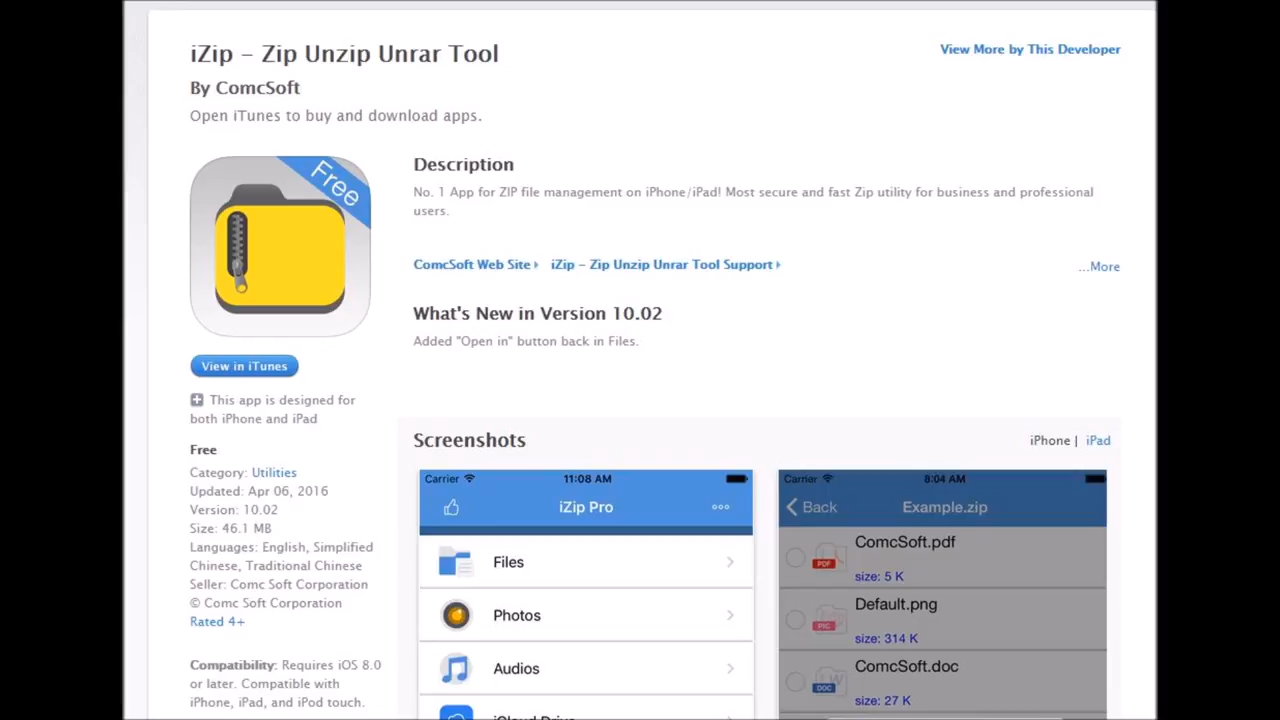 iZip – Zip Unzip Unrar Tool
View More by This Developer
By ComcSoft
Open iTunes to buy and download apps.
Free
Description
No. 1 App for ZIP file management on iPhone/iPad! Most secure and fast Zip utility for business and professional
users.
ComcSoft Web Site
iZip – Zip Unzip Unrar Tool Support
...More
What's New in Version 10.02
Added "Open in" button back in Files.
View in iTunes
This app is designed for
both iPhone and iPad
Free
Category: Utilities
Updated: Apr 06, 2016
Version: 10.02
Size: 46.1 MB
Languages: English, Simplified
Chinese, Traditional Chinese
Seller: Comc Soft Corporation
© Comc Soft Corporation
Rated 4+
Compatibility: Requires iOS 8.0
or later. Compatible with
iPhone, iPad, and iPod touch.
Screenshots
iPhone | iPad
Carrier 11:08 AM
iZip Pro
Files
Photos
Audios
iCloud Drive
Carrier 8:04 AM
Back Example.zip
ComcSoft.pdf
PDF
size: 5 K
Default.png
PIC
size: 314 K
ComcSoft.doc
DOC
size: 27 K